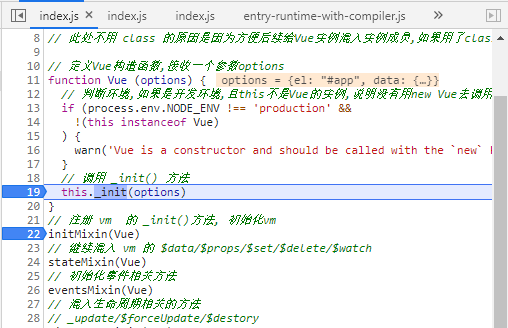 index.js × index.js index.js entry-runtime-with-compiler.js »
8 // 此处不用 class 的原因是因为方便后续给Vue实例混入实例成员,如果用了clas
9
10 // 定义Vue构造函数,接收一个参数options
11 function Vue (options) { options = {el: "#app", data: {…}}
12 // 判断环境,如果是开发环境,且this不是Vue的实例,说明没有用new Vue去调用
13 if (process.env.NODE_ENV !== 'production' &&
14 !(this instanceof Vue)
15 ) {
16 warn('Vue is a constructor and should be called with the `new`
17 }
18 // 调用 _init() 方法
19 this._init(options)
20 }
21 // 注册 vm 的 _init()方法, 初始化vm
22 initMixin(Vue)
23 // 继续混入 vm 的 $data/$props/$set/$delete/$watch
24 stateMixin(Vue)
25 // 初始化事件相关方法
26 eventsMixin(Vue)
27 // 混入生命周期相关的方法
28 // _update/$forceUpdate/$destory